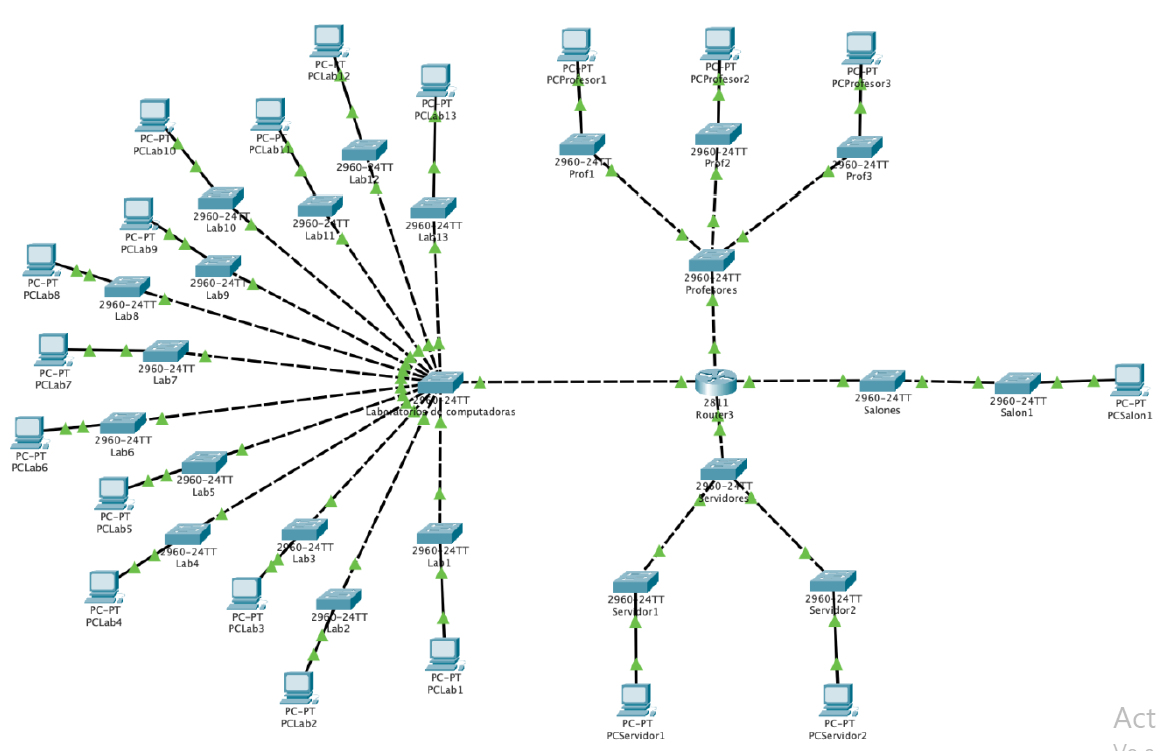 PC-PT
PCLab12
PC-PT
PCLab13
PC-PT
PCProfesor1
PC-PT
PCProfesor2
PC-PT
PCProfesor3
PC-PT
PCLab10
PC-PT
PCLab11
2960-24TT
Lab12
2960-24TT
Prof1
2960-24TT
Prof2
2960-24TT
Prof3
2960-24TT
Lab10
2960-24TT
Lab11
2960-24TT
Lab13
PC-PT
PCLab9
2960-24TT
Lab9
2960-24TT
Profesores
PC-PT
PCLab8
2960-24TT
Lab8
PC-PT
PCLab7
2960-24TT
Lab7
2960-24TT
Laboratorios de computadoras
2811
Router3
2960-24TT
Salones
2960-24TT
Salon1
PC-PT
PCSalon1
PC-PT
PCLab6
2960-24TT
Lab6
2960-24TT
Lab5
2960-24TT
Servidores
PC-PT
PCLab5
2960-24TT
Lab4
2960-24TT
Lab3
2960-24TT
Lab1
PC-PT
PCLab4
PC-PT
PCLab3
2960-24TT
Lab2
2960-24TT
Servidor1
2960-24TT
Servidor2
PC-PT
PCLab1
PC-PT
PCLab2
PC-PT
PCServidor1
PC-PT
PCServidor2
Act